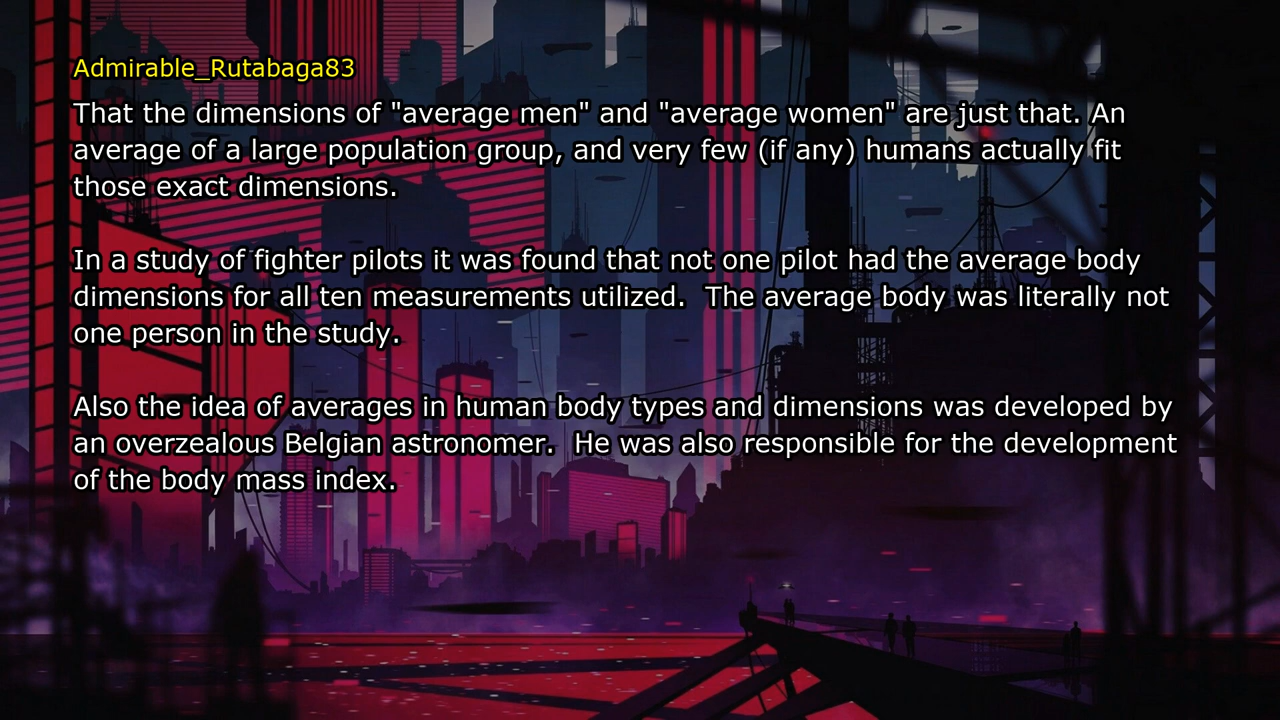 Admirable_Rutabaga83
That the dimensions of "average men" and "average women" are just that. An
average of a large population group, and very few (if any) humans actually fit
those exact dimensions.
In a study of fighter pilots it was found that not one pilot had the average body
dimensions for all ten measurements utilized.  The average body was literally not
one person in the study.
Also the idea of averages in human body types and dimensions was developed by
an overzealous Belgian astronomer.  He was also responsible for the development
of the body mass index.